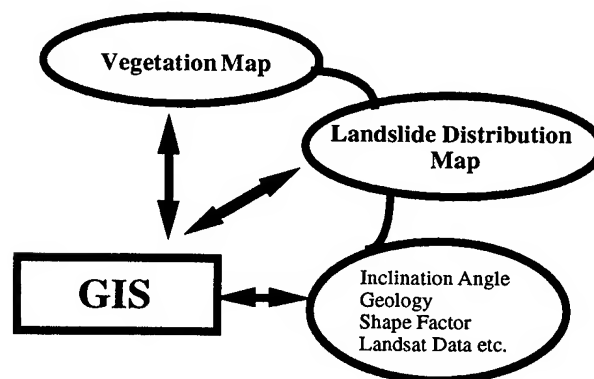 Vegetation Map
Landslide Distribution
Map
GIS
Inclination Angle
Geology
Shape Factor
Landsat Data etc.